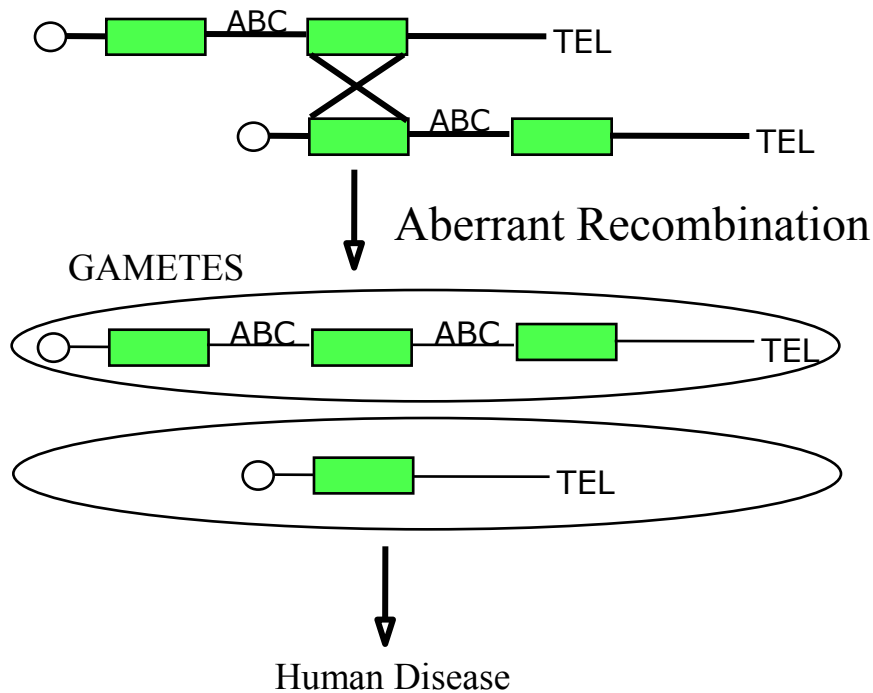 ABC TEL
ABC TEL
Aberrant Recombination
GAMETES
ABC ABC TEL
TEL
Human Disease